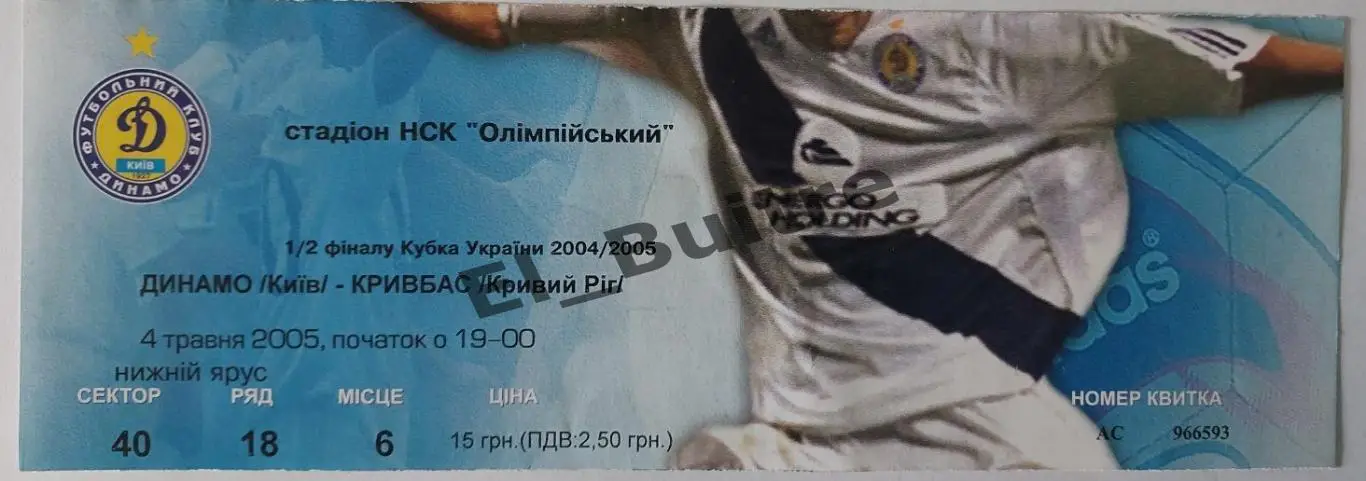 ФУТБОЛЬНИЙ КЛУБ
Д
КИЇВ
1927
ДИНАМО
стадіон НСК "Олімпійський"
ENERGO
HOLDING
El_Buitre
1/2 фіналу Кубка України 2004/2005
ДИНАМО /Київ/ - КРИВБАС /Кривий Ріг/
4 травня 2005, початок о 19-00
нижній ярус
СЕКТОР РЯД МІСЦЕ ЦІНА НОМЕР КВИТКА
40 18 6 15 грн.(ПДВ:2,50 грн.) АС 966593